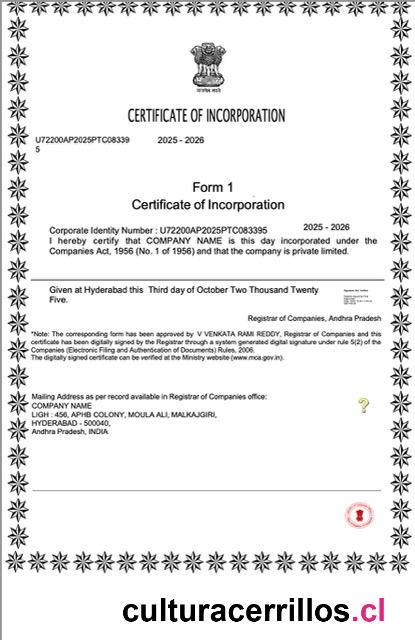 CERTIFICATE OF INCORPORATION
U72200AP2025PTC08339
5
2025 - 2026
Form 1
Certificate of Incorporation
Corporate Identity Number : U72200AP2025PTC083395 2025 - 2026
I hereby certify that COMPANY NAME is this day incorporated under the
Companies Act, 1956 (No. 1 of 1956) and that the company is private limited.
Given at Hyderabad this Third day of October Two Thousand Twenty
Five.
Registrar of Companies, Andhra Pradesh
*Note: The corresponding form has been approved by V VENKATA RAMI REDDY, Registrar of Companies and this
certificate has been digitally signed by the Registrar through a system generated digital signature under rule 5(2) of the
Companies (Electronic Filing and Authentication of Documents) Rules, 2006.
The digitally signed certificate can be verified at the Ministry website (www.mca.gov.in).
Mailing Address as per record available in Registrar of Companies office:
COMPANY NAME
LIGH : 456, APHB COLONY, MOULA ALI, MALKAJGIRI,
HYDERABAD - 500040,
Andhra Pradesh, INDIA
?
culturacerrillos.cl